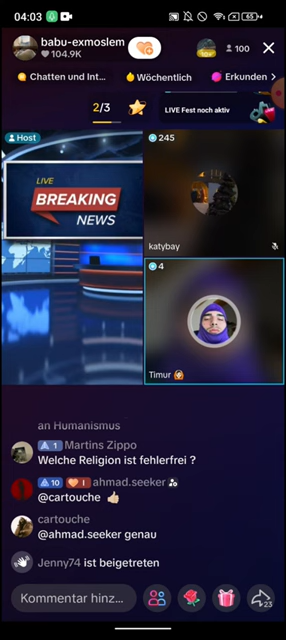 04:03
65
babu-exmoslem
104.9K
100
Chatten und Int...
Wöchentlich
Erkunden
2/3
LIVE Fest noch aktiv
Host
245
LIVE
BREAKING
NEWS
katybay
4
Timur
an Humanismus
1 Martins Zippo
Welche Religion ist fehlerfrei ?
10 I ahmad.seeker
@cartouche 👍🏻
cartouche
@ahmad.seeker genau
Jenny74 ist beigetreten
Kommentar hinz...
23